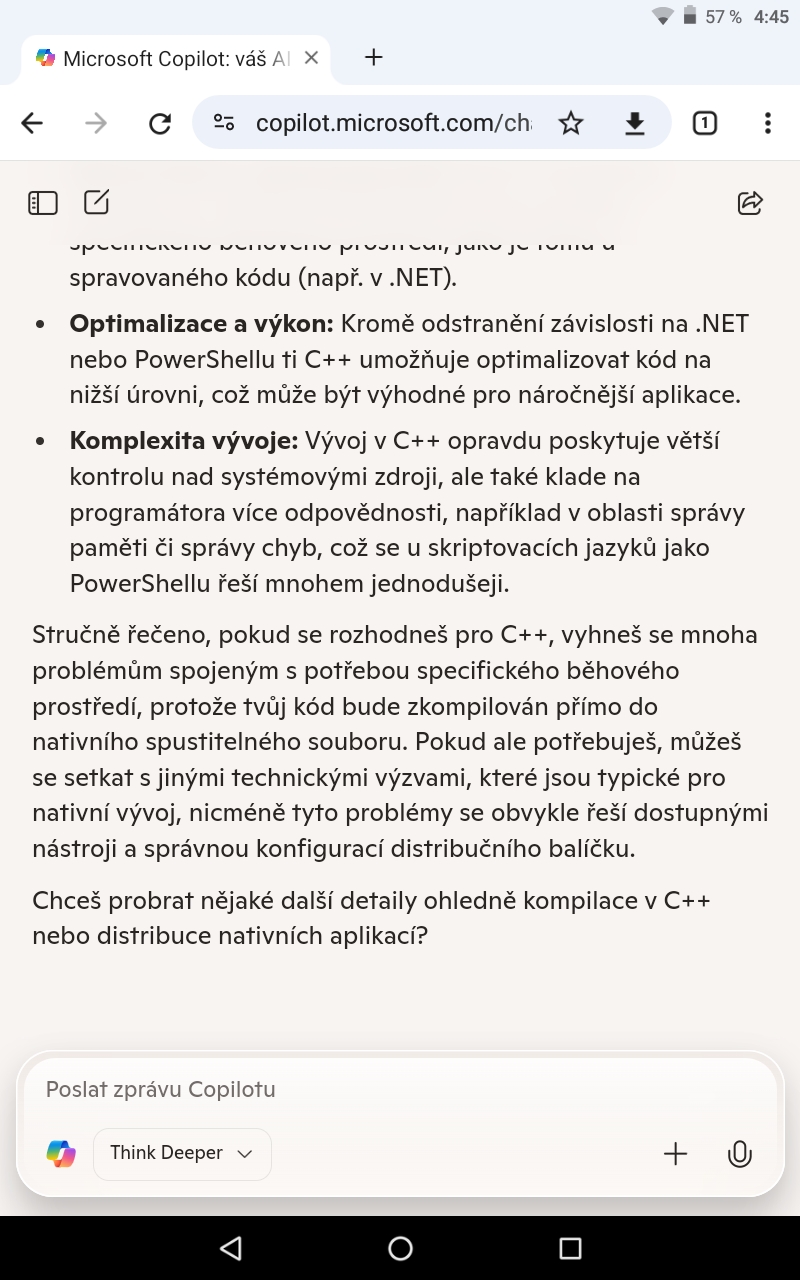 57 % 4:45
Microsoft Copilot: váš AI
copilot.microsoft.com/ch
1
specifického běhového prostředí, jako je tomu u
spravovaného kódu (např. v .NET).
Optimalizace a výkon: Kromě odstranění závislosti na .NET
nebo PowerShellu ti C++ umožňuje optimalizovat kód na
nižší úrovni, což může být výhodné pro náročnější aplikace.
Komplexita vývoje: Vývoj v C++ opravdu poskytuje větší
kontrolu nad systémovými zdroji, ale také klade na
programátora více odpovědnosti, například v oblasti správy
paměti či správy chyb, což se u skriptovacích jazyků jako
PowerShellu řeší mnohem jednodušeji.
Stručně řečeno, pokud se rozhodneš pro C++, vyhneš se mnoha
problémům spojeným s potřebou specifického běhového
prostředí, protože tvůj kód bude zkompilován přímo do
nativního spustitelného souboru. Pokud ale potřebuješ, můžeš
se setkat s jinými technickými výzvami, které jsou typické pro
nativní vývoj, nicméně tyto problémy se obvykle řeší dostupnými
nástroji a správnou konfigurací distribučního balíčku.
Chceš probrat nějaké další detaily ohledně kompilace v C++
nebo distribuce nativních aplikací?
Poslat zprávu Copilotu
Think Deeper